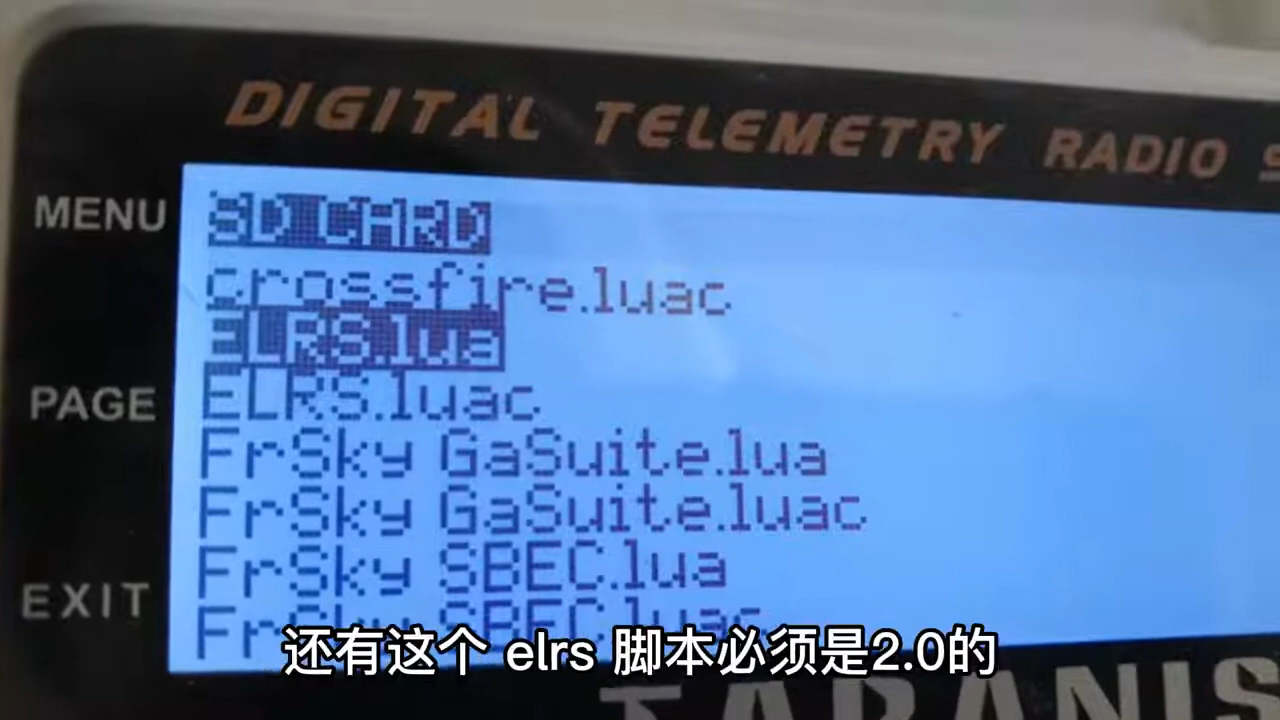 DIGITAL TELEMETRY RADIO
MENU
SD CARD
crossfire.luac
ELRS.lua
PAGE
ELRS.luac
FrSky GaSuite.lua
FrSky GaSuite.luac
FrSky SBEC.lua
EXIT
FrSky SBEC.luac
还有这个 elrs 脚本必须是2.0的
TARANIS